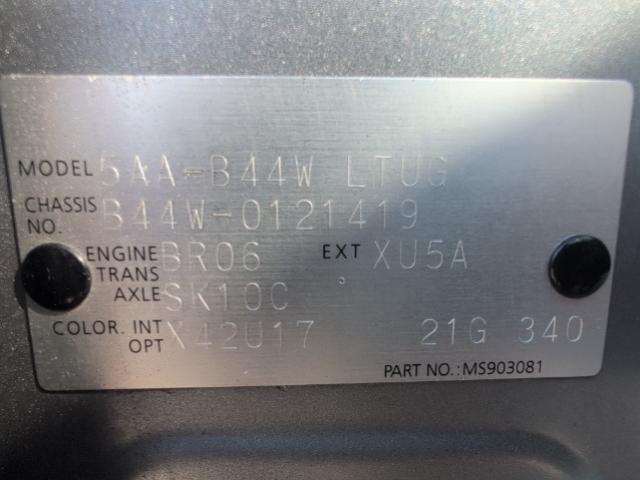 MODEL 5AA-B44W LTUG
CHASSIS NO. B44W-0121419
ENGINE BR06 EXT XU5A
TRANS AXLE SK10C
COLOR. INT X42U17 21G 340
OPT
PART NO.:MS903081